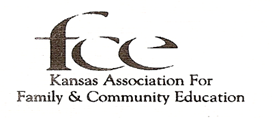 fce
Kansas Association For
Family & Community Education